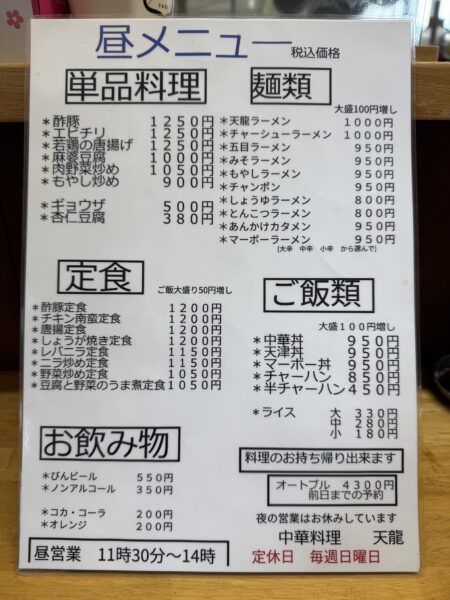 昼メニュー 税込価格
単品料理
＊酢豚 1250円
＊エビチリ 1250円
＊若鶏の唐揚げ 1250円
＊麻婆豆腐 1000円
＊肉野菜炒め 1050円
＊もやし炒め 900円
＊ギョウザ 500円
＊杏仁豆腐 380円
麺類
大盛100円増し
＊天龍ラーメン 1000円
＊チャーシューラーメン 1000円
＊五目ラーメン 950円
＊みそラーメン 950円
＊もやしラーメン 950円
＊チャンポン 950円
＊しょうゆラーメン 800円
＊とんこつラーメン 800円
＊あんかけカタメン 950円
＊マーボーラーメン 950円
(大辛 中辛 小辛 から選んで)
定食 ご飯大盛り50円増し
＊酢豚定食 1200円
＊チキン南蛮定食 1200円
＊唐揚定食 1200円
＊しょうが焼き定食 1200円
＊レバニラ定食 1150円
＊ニラ炒め定食 1150円
＊野菜炒め定食 1050円
＊豆腐と野菜のうま煮定食 1050円
ご飯類
大盛100円増し
＊中華丼 950円
＊天津丼 950円
＊マーボー丼 950円
＊チャーハン 850円
＊半チャーハン 450円
＊ライス 大 330円
中 280円
小 180円
お飲み物
＊びんビール 550円
＊ノンアルコール 350円
＊コカ・コーラ 200円
＊オレンジ 200円
昼営業 11時30分～14時
料理のお持ち帰り出来ます
オートブル 4300円
前日までの予約
夜の営業はお休みしています
中華料理 天龍
定休日 毎週日曜日